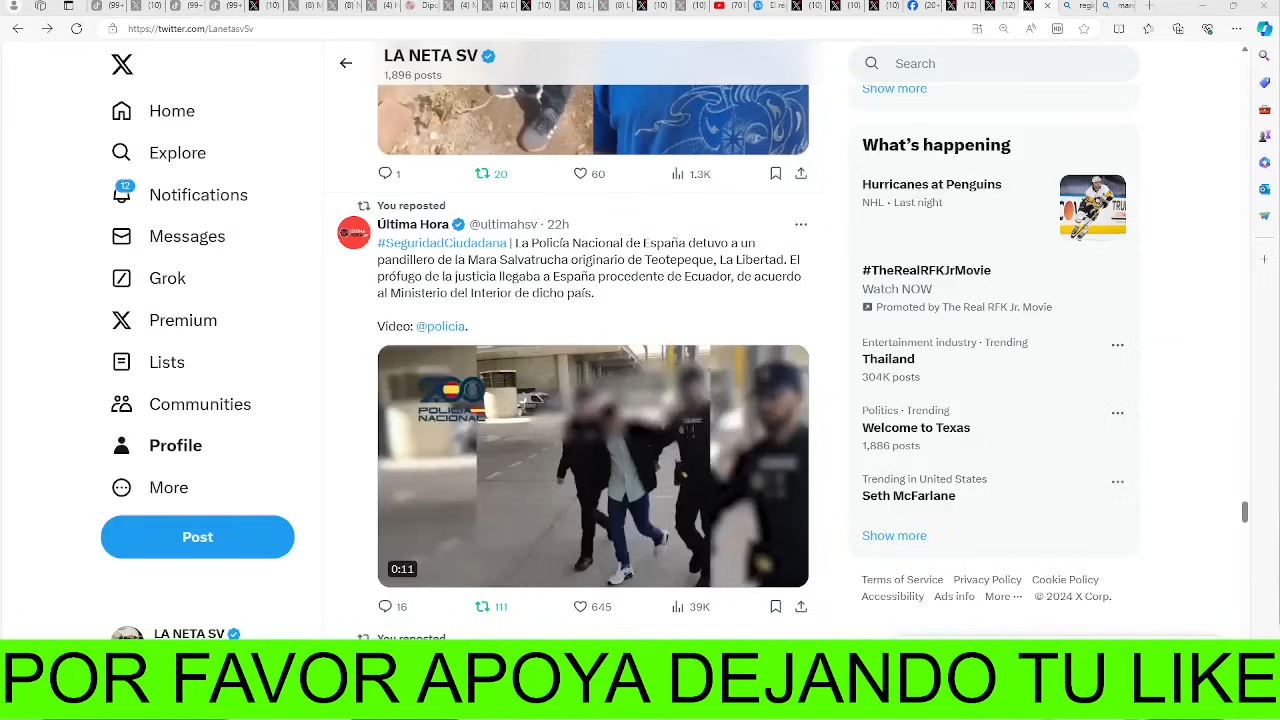 https://twitter.com/LanetasvSv
LA NETA SV
1,896 posts
Home
Explore
12
Notifications
Messages
Grok
Premium
Lists
Communities
Profile
More
Post
LA NETA SV
1
20
60
1.3K
You reposted
Última Hora @ultimahsv · 22h
#SeguridadCiudadana | La Policía Nacional de España detuvo a un
pandillero de la Mara Salvatrucha originario de Teotepeque, La Libertad. El
prófugo de la justicia llegaba a España procedente de Ecuador, de acuerdo
al Ministerio del Interior de dicho país.
Video: @policia.
200
POLICÍA
NACIONAL
0:11
16
111
645
39K
You reposted
Search
Show more
What's happening
Hurricanes at Penguins
NHL · Last night
#TheRealRFKJrMovie
Watch NOW
Promoted by The Real RFK Jr. Movie
Entertainment industry · Trending
Thailand
304K posts
Politics · Trending
Welcome to Texas
1,886 posts
Trending in United States
Seth McFarlane
Show more
Terms of Service Privacy Policy Cookie Policy
Accessibility Ads info More ··· © 2024 X Corp.
POR FAVOR APOYA DEJANDO TU LIKE